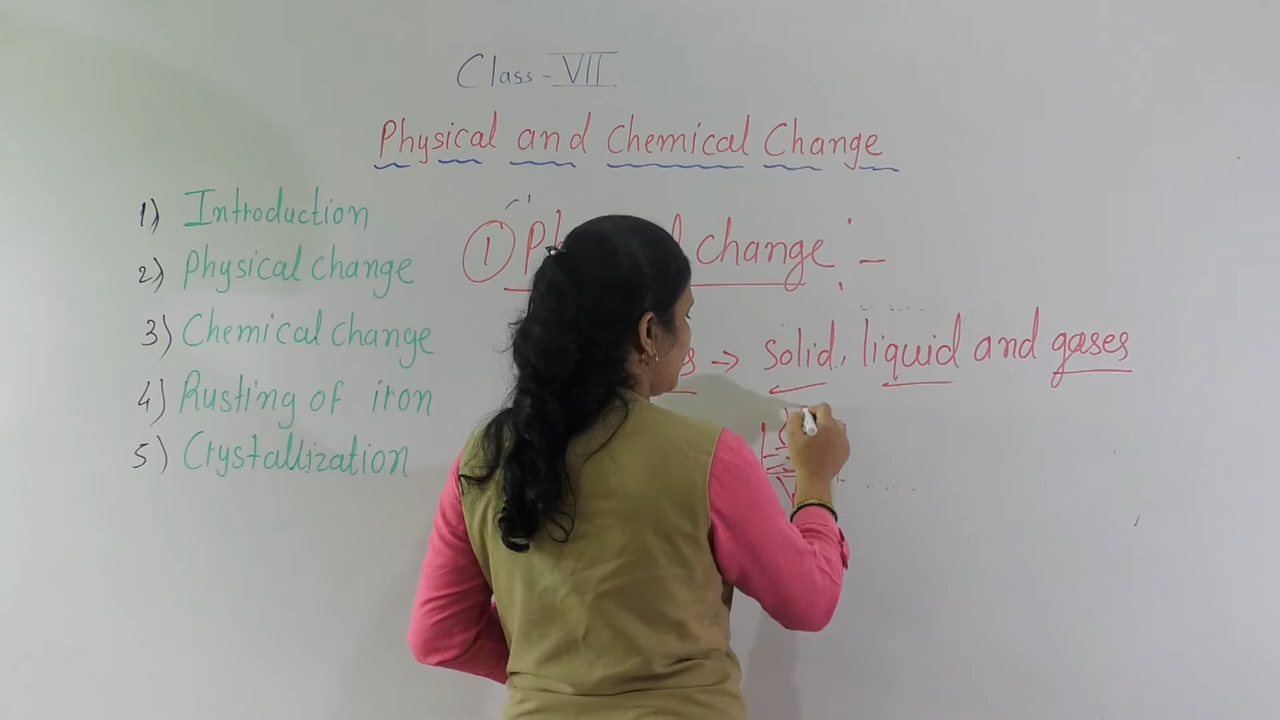 Class - VII
Physical and Chemical Change
1) Introduction
2) Physical change
3) Chemical change
4) Rusting of iron
5) Crystallization
① change :-
→ solid, liquid and gases